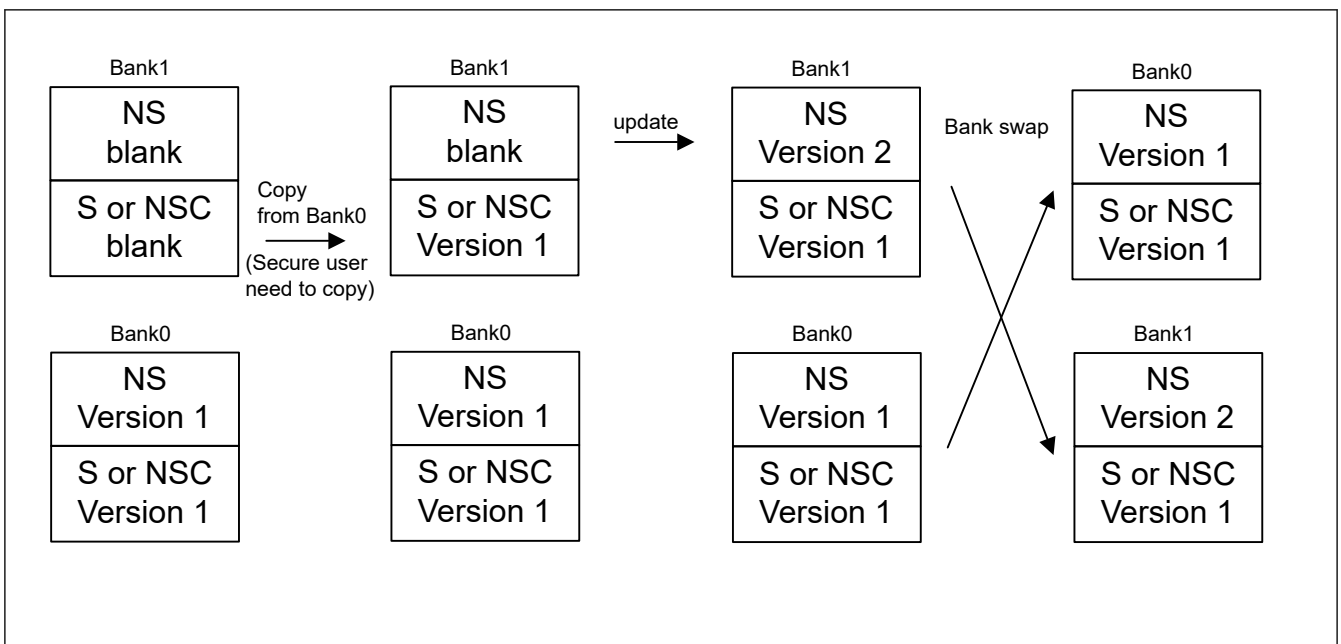 Bank1
NS
blank
S or NSC
blank
Bank0
NS
Version 1
S or NSC
Version 1
Copy
from Bank0
(Secure user
need to copy)
Bank1
NS
blank
S or NSC
Version 1
Bank0
NS
Version 1
S or NSC
Version 1
update
Bank1
NS
Version 2
S or NSC
Version 1
Bank0
NS
Version 1
S or NSC
Version 1
Bank swap
Bank0
NS
Version 1
S or NSC
Version 1
Bank1
NS
Version 2
S or NSC
Version 1